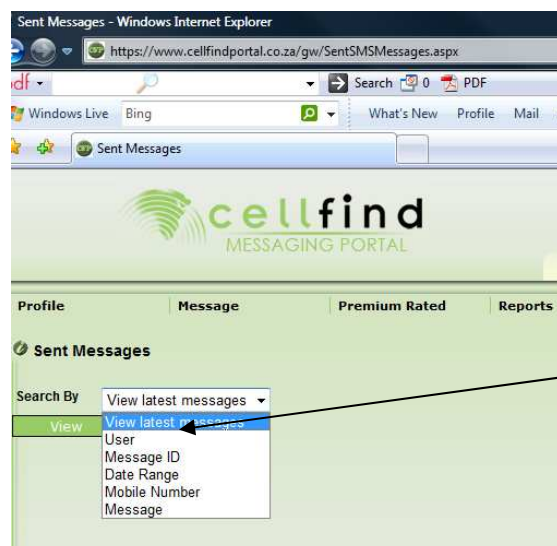 Sent Messages - Windows Internet Explorer
https://www.cellfindportal.co.za/gw/SentSMSMessages.aspx
df Search 0 PDF
Windows Live Bing What's New Profile Mail
Sent Messages
cellfind
MESSAGING PORTAL
Profile Message Premium Rated Reports
Sent Messages
Search By View latest messages
View
View latest messages
User
Message ID
Date Range
Mobile Number
Message